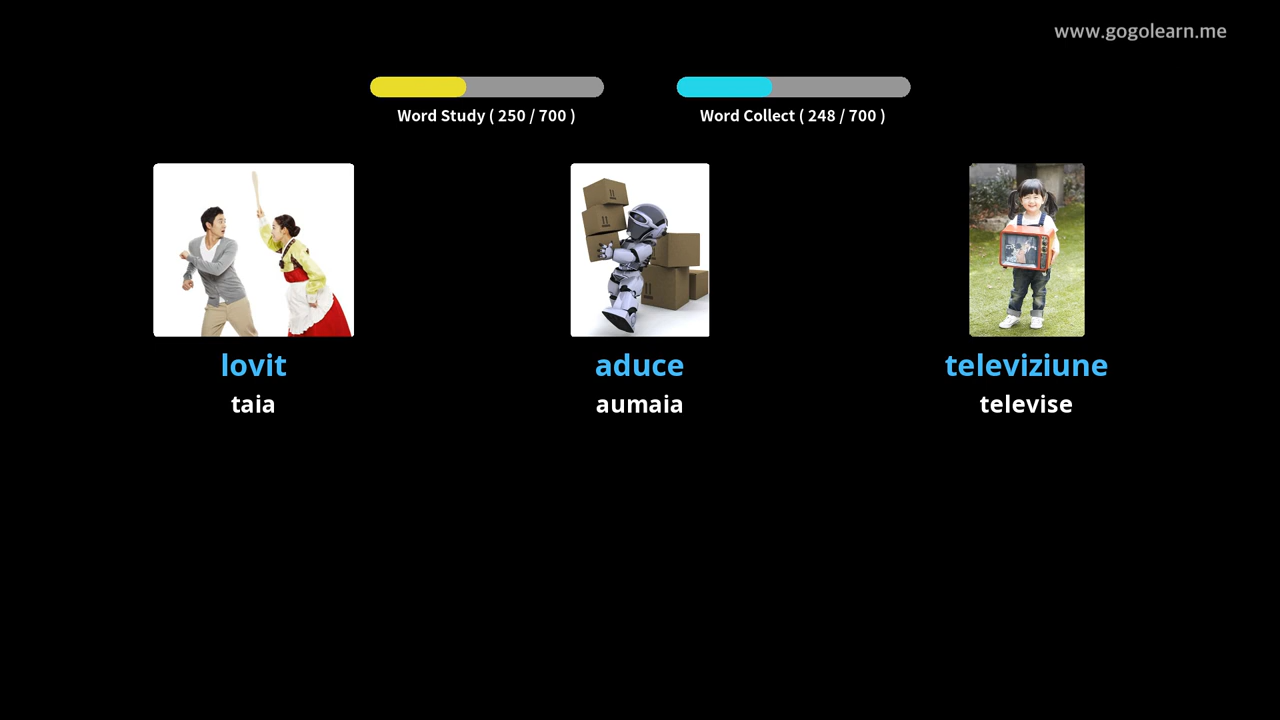 www.gogolearn.me
Word Study ( 250 / 700 )
Word Collect ( 248 / 700 )
lovit
taia
aduce
aumaia
televiziune
televise